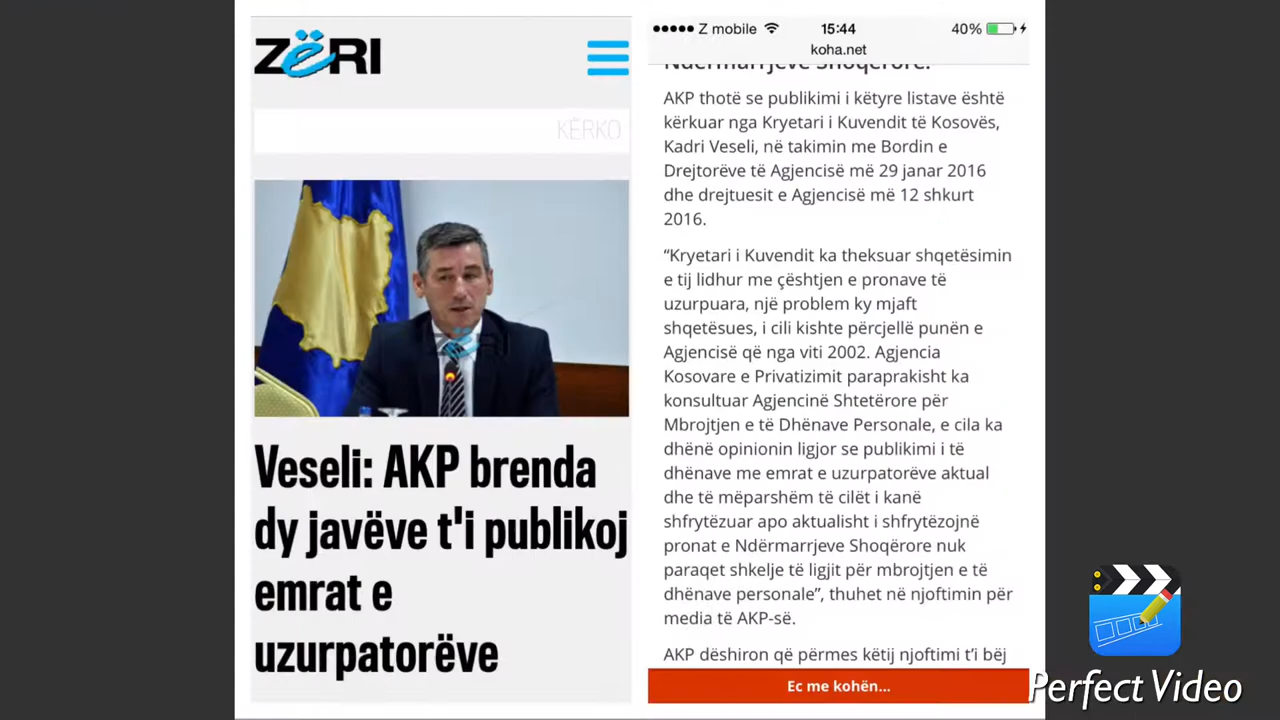 ZëRI
KËRKO
Veseli: AKP brenda
dy javëve t'i publikoj
emrat e
uzurpatorëve
Z mobile
15:44
40%
koha.net
Ndërmarrjeve Shoqërore.
AKP thotë se publikimi i këtyre listave është
kërkuar nga Kryetari i Kuvendit të Kosovës,
Kadri Veseli, në takimin me Bordin e
Drejtorëve të Agjencisë më 29 janar 2016
dhe drejtuesit e Agjencisë më 12 shkurt
2016.
“Kryetari i Kuvendit ka theksuar shqetësimin
e tij lidhur me çështjen e pronave të
uzurpuara, një problem ky mjaft
shqetësues, i cili kishte përcjellë punën e
Agjencisë që nga viti 2002. Agjencia
Kosovare e Privatizimit paraprakisht ka
konsultuar Agjencinë Shtetërore për
Mbrojtjen e të Dhënave Personale, e cila ka
dhënë opinionin ligjor se publikimi i të
dhënave me emrat e uzurpatorëve aktual
dhe të mëparshëm të cilët i kanë
shfrytëzuar apo aktualisht i shfrytëzojnë
pronat e Ndërmarrjeve Shoqërore nuk
paraqet shkelje të ligjit për mbrojtjen e të
dhënave personale”, thuhet në njoftimin për
media të AKP-së.
AKP dëshiron që përmes këtij njoftimi t’i bëj
Ec me kohën...
Perfect Video